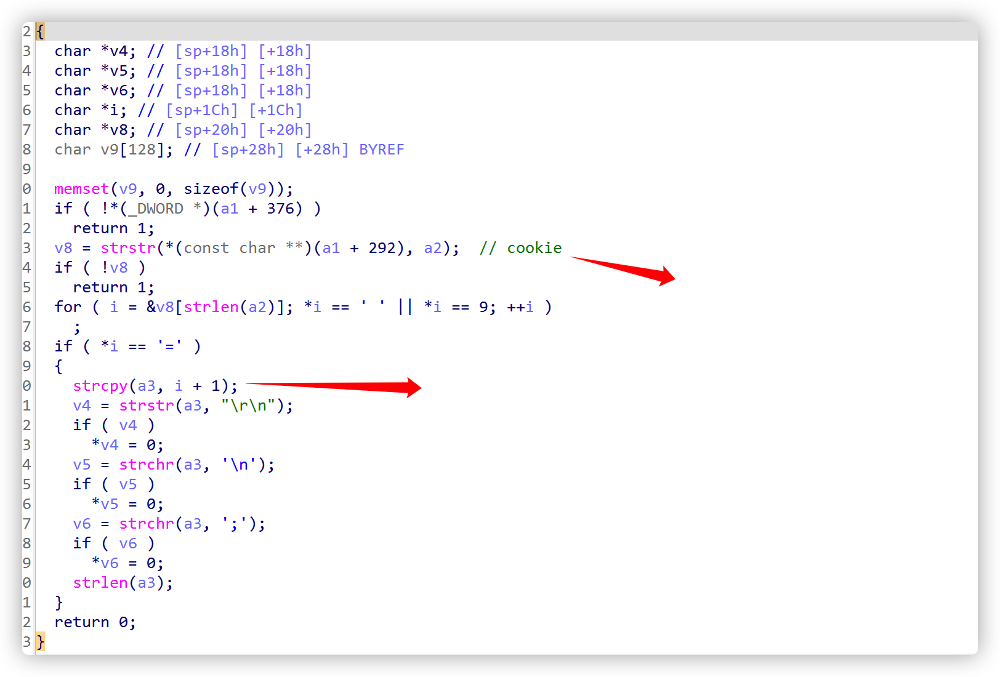 2 {
3 char *v4; // [sp+18h] [+18h]
4 char *v5; // [sp+18h] [+18h]
5 char *v6; // [sp+18h] [+18h]
6 char *i; // [sp+1Ch] [+1Ch]
7 char *v8; // [sp+20h] [+20h]
8 char v9[128]; // [sp+28h] [+28h] BYREF
9
0 memset(v9, 0, sizeof(v9));
1 if ( !*(_DWORD *)(a1 + 376) )
2 return 1;
3 v8 = strstr(*(const char **)(a1 + 292), a2); // cookie
4 if ( !v8 )
5 return 1;
6 for ( i = &v8[strlen(a2)]; *i == ' ' || *i == 9; ++i )
7 ;
8 if ( *i == '=' )
9 {
0 strcpy(a3, i + 1);
1 v4 = strstr(a3, "\r\n");
2 if ( v4 )
3 *v4 = 0;
4 v5 = strchr(a3, '\n');
5 if ( v5 )
6 *v5 = 0;
7 v6 = strchr(a3, ';');
8 if ( v6 )
9 *v6 = 0;
0 strlen(a3);
1 }
2 return 0;
3 }